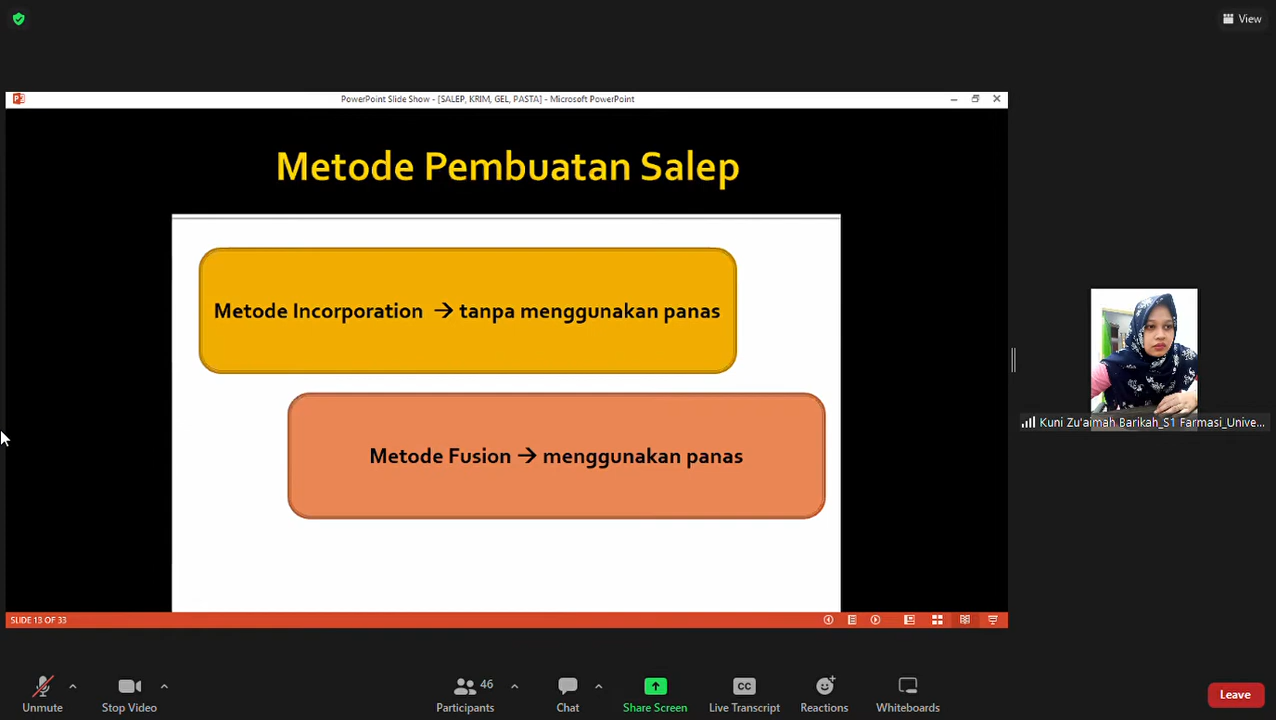 View
PowerPoint Slide Show - [SALEP, KRIM, GEL, PASTA] - Microsoft PowerPoint
Metode Pembuatan Salep
Metode Incorporation → tanpa menggunakan panas
Metode Fusion → menggunakan panas
Kuni Zu'aimah Barikah_S1 Farmasi_Unive...
SLIDE 13 OF 33
Unmute
Stop Video
46
Participants
Chat
Share Screen
CC
Live Transcript
Reactions
Whiteboards
Leave